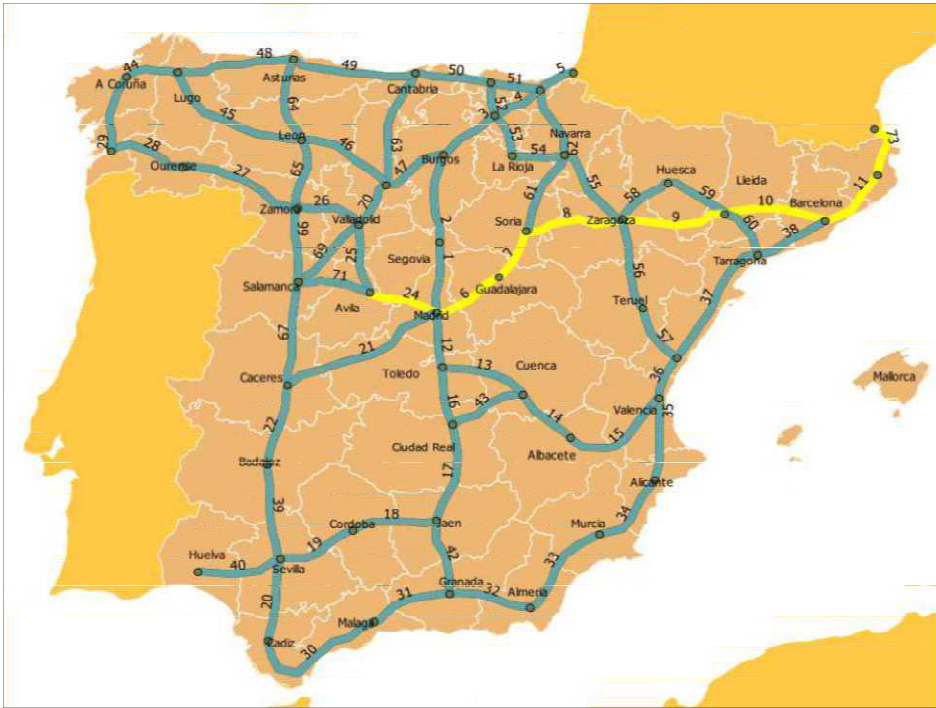 48
5
44
Asturias
49
50
51
A Coruña
Cantabria
4
Lugo
64
52
45
3
73
29
Leon
46
53
Navarra
28
63
47
Burgos
54
62
Ourense
65
La Rioja
Huesca
27
55
58
59
Lleida
11
20
61
26
10
Barcelona
Zamora
Valladolid
2
Soria
8
Zaragoza
9
66
60
38
69
25
1
Segovia
7
Tarragona
71
56
Salamanca
24
6
Guadalajara
37
Avila
Teruel
Madrid
67
57
21
12
13
Cuenca
Toledo
36
Mallorca
Caceres
16
43
Valencia
35
22
14
15
Ciudad Real
Albacete
Badajoz
17
Alicante
39
18
34
Cordoba
Jaen
Murcia
19
42
33
Huelva
40
Sevilla
Granada
31
32
Almeria
20
Malaga
Cadiz
30